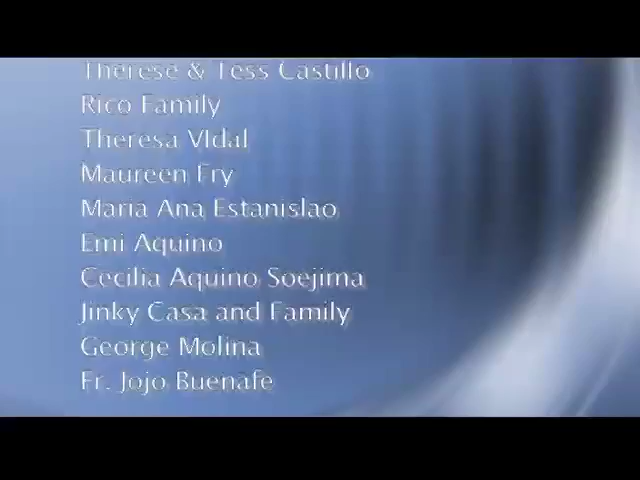 Therese & Tess Castillo
Rico Family
Theresa VIdal
Maureen Fry
Maria Ana Estanislao
Emi Aquino
Cecilia Aquino Soejima
Jinky Casa and Family
George Molina
Fr. Jojo Buenafe